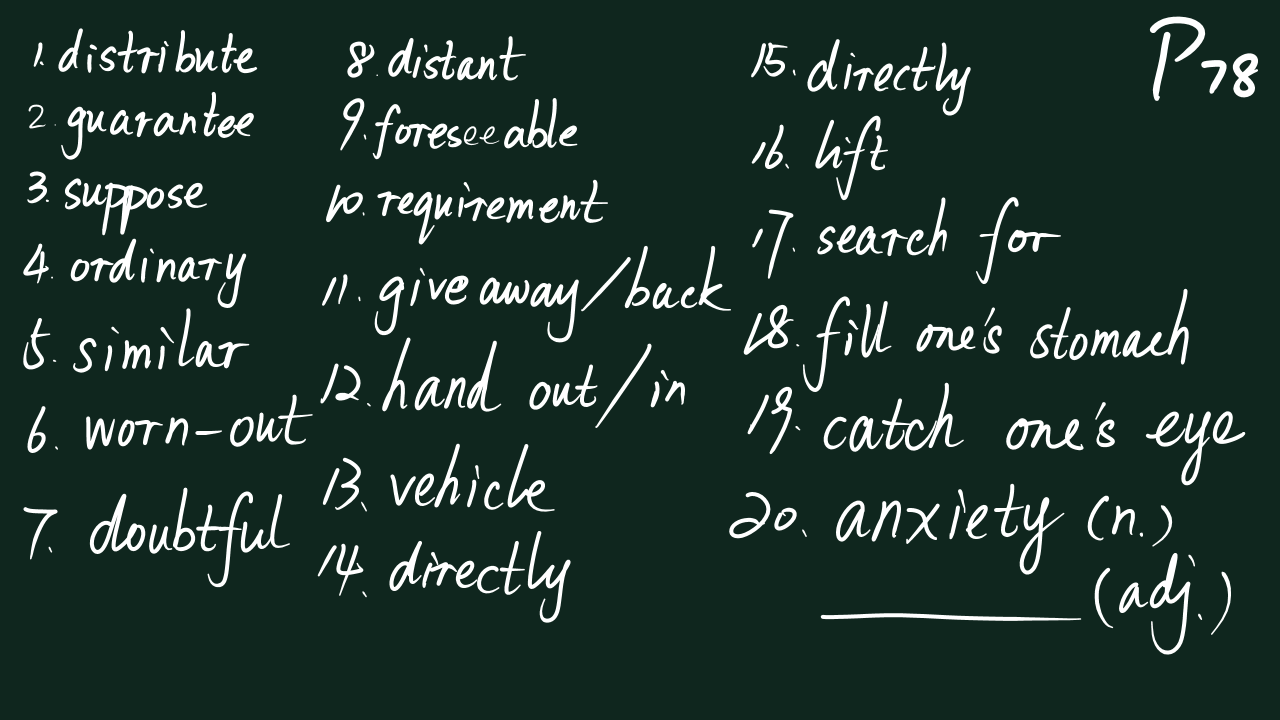 1. distribute
2. guarantee
3. suppose
4. ordinary
5. similar
6. worn-out
7. doubtful
8. distant
9. foreseeable
10. requirement
11. give away/back
12. hand out/in
13. vehicle
14. directly
15. directly
16. lift
17. search for
18. fill one's stomach
19. catch one's eye
20. anxiety (n.)
__________ (adj.)
P78